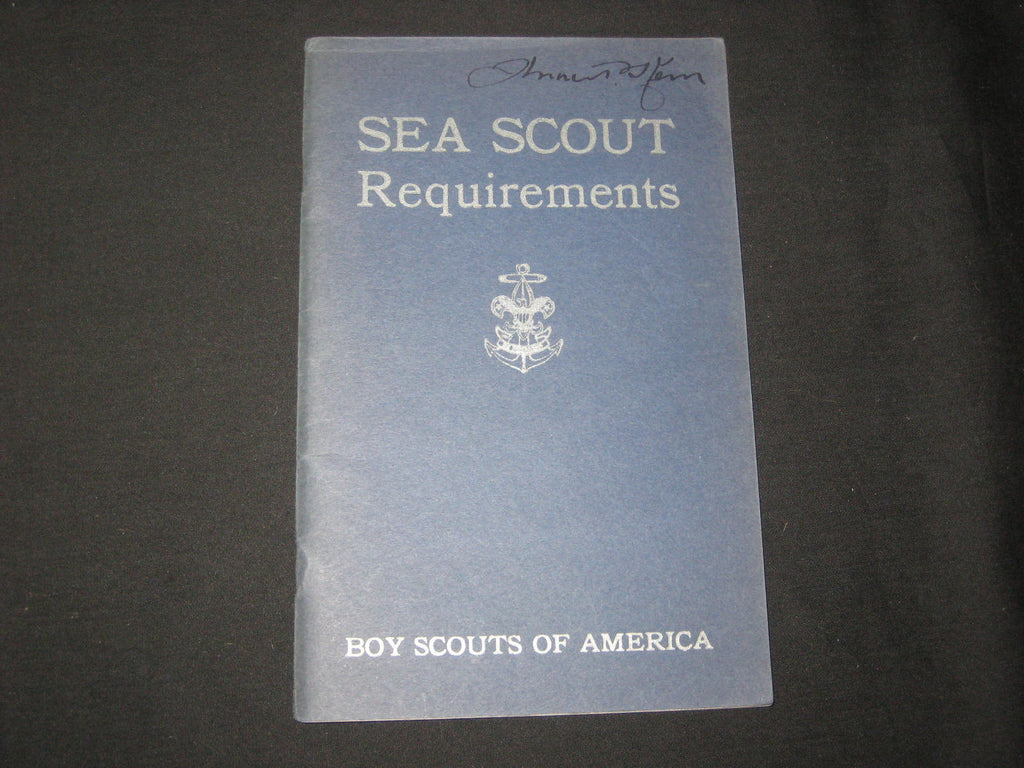 SEA SCOUT
Requirements
BOY SCOUTS OF AMERICA